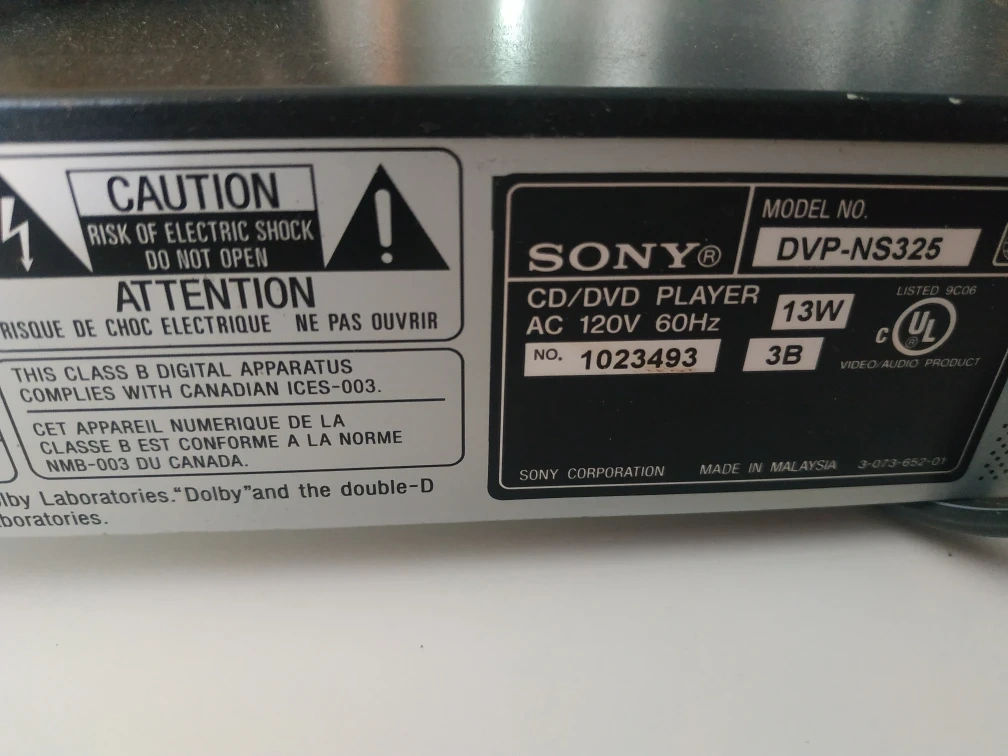 CAUTION
RISK OF ELECTRIC SHOCK
DO NOT OPEN
ATTENTION
RISQUE DE CHOC ELECTRIQUE NE PAS OUVRIR
THIS CLASS B DIGITAL APPARATUS
COMPLIES WITH CANADIAN ICES-003.
CET APPAREIL NUMERIQUE DE LA
CLASSE B EST CONFORME A LA NORME
NMB-003 DU CANADA.
Laboratories."Dolby"and the double-D
SONY®
MODEL NO.
DVP-NS325
CD/DVD PLAYER
AC 120V 60Hz
13W
NO. 1023493
3B
LISTED 9C06
C UL ®
VIDEO/AUDIO PRODUCT
SONY CORPORATION MADE IN MALAYSIA 3-073-652-01